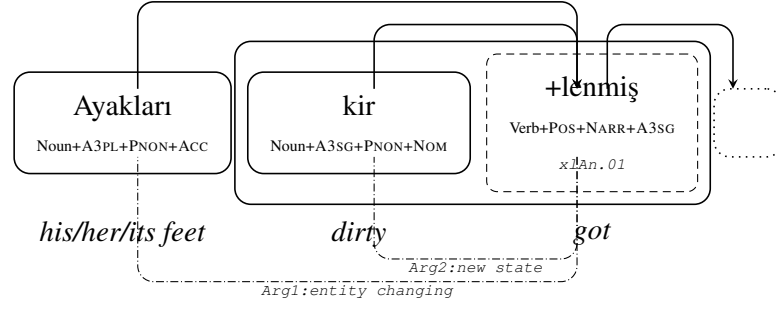 Ayakları kir +lenmiş
Noun+A3PL+PNON+ACC Noun+A3SG+PNON+NOM Verb+POS+NARR+A3SG
xlAn.01
his/her/its feet dirty got
Arg2:new state
Arg1:entity changing